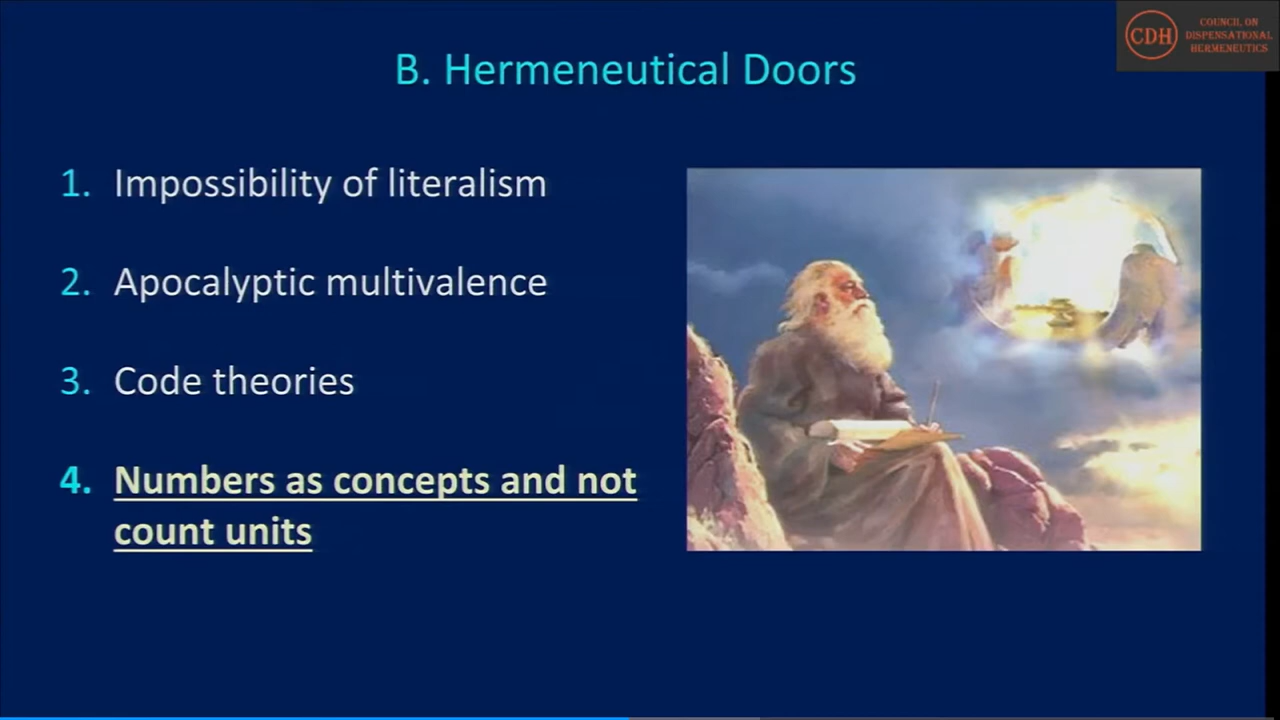 CDH
COUNCIL ON
DISPENSATIONAL
HERMENEUTICS
B. Hermeneutical Doors
1. Impossibility of literalism
2. Apocalyptic multivalence
3. Code theories
4. Numbers as concepts and not
count units